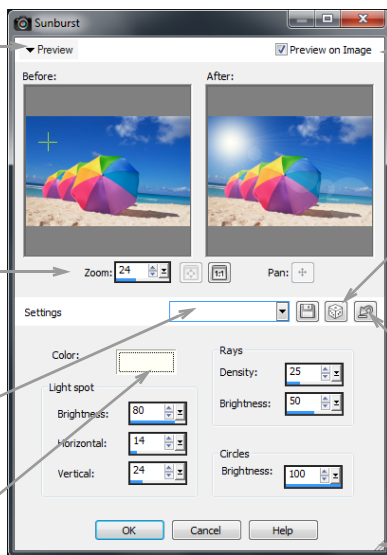 Sunburst
Preview
Preview on Image
Before:
After:
Zoom: 24
1:1
Pan:
Settings
Color:
Light spot
Brightness: 80
Horizontal: 14
Vertical: 24
Rays
Density: 25
Brightness: 50
Circles
Brightness: 100
OK
Cancel
Help